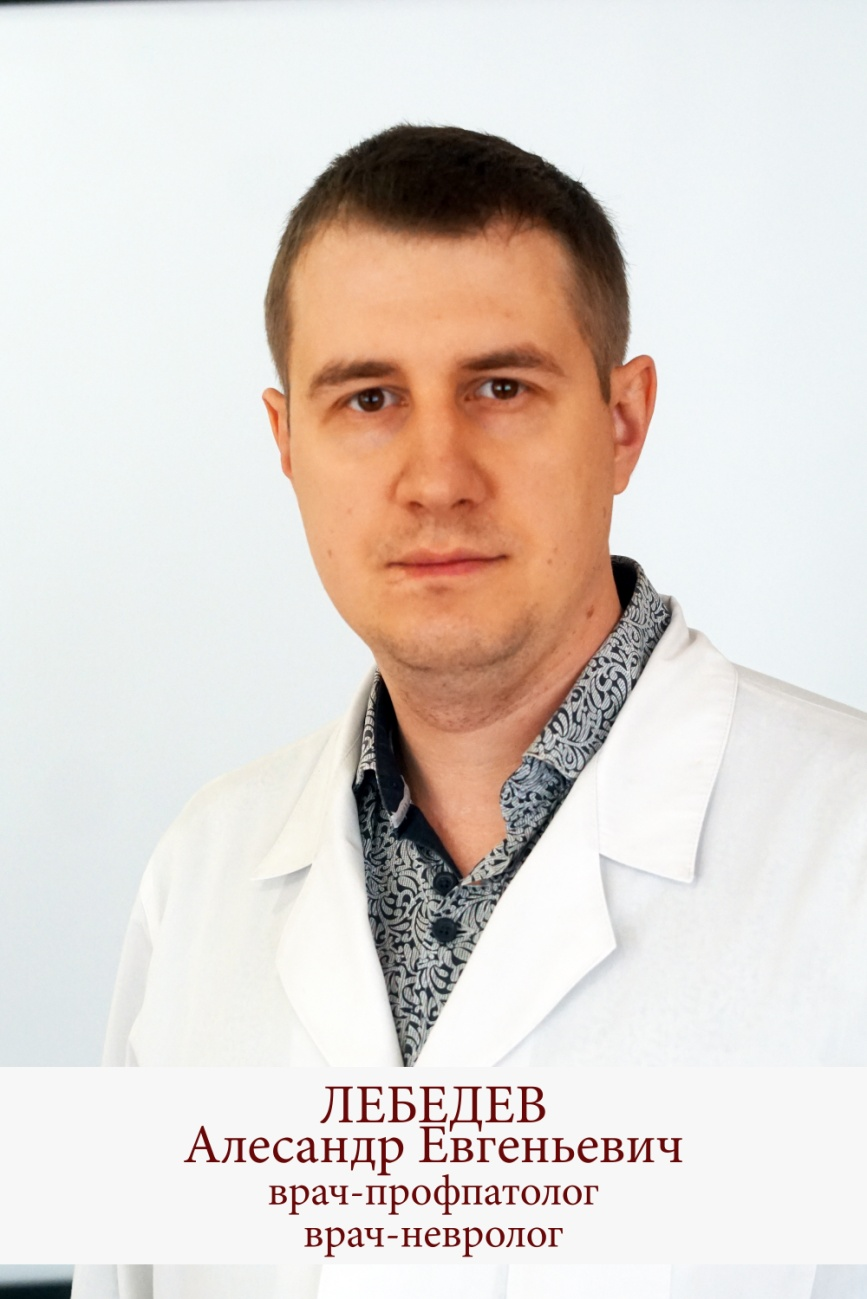 ЛЕБЕДЕВ
Алесандр Евгеньевич
врач-профпатолог
врач-невролог